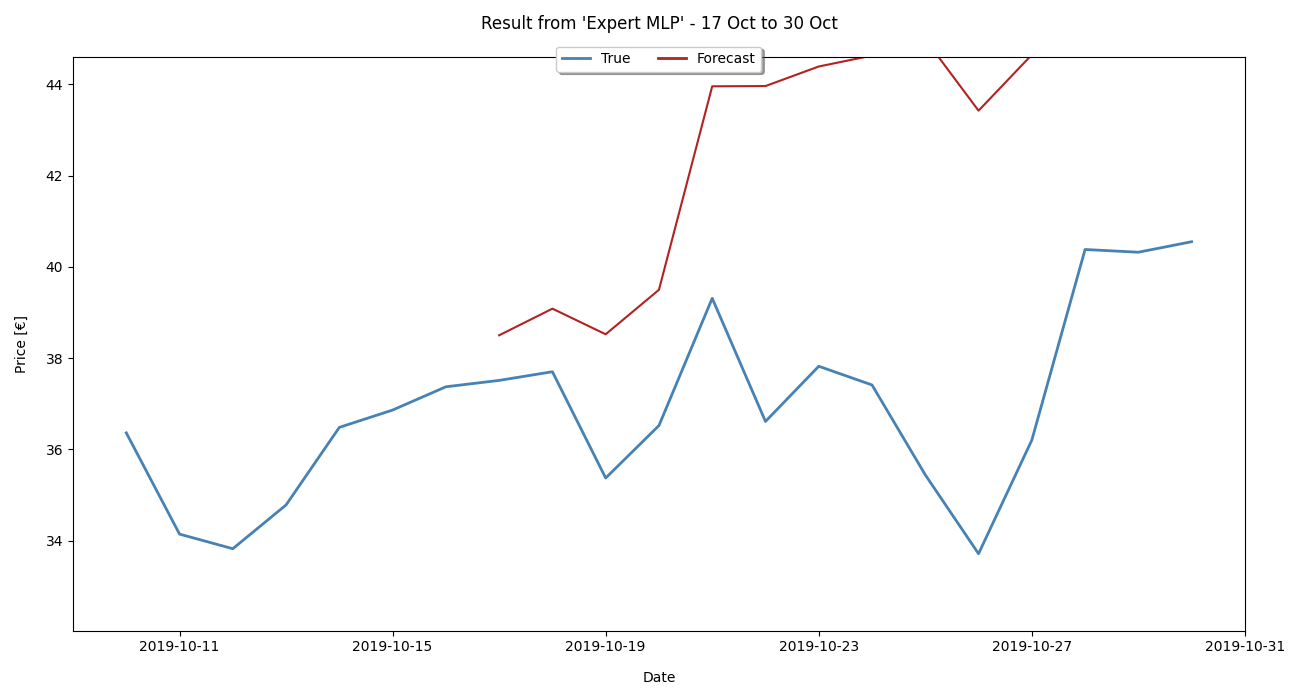 Result from 'Expert MLP' - 17 Oct to 30 Oct
True Forecast
44
42
40
38
36
34
Price [€]
2019-10-11 2019-10-15 2019-10-19 2019-10-23 2019-10-27 2019-10-31
Date